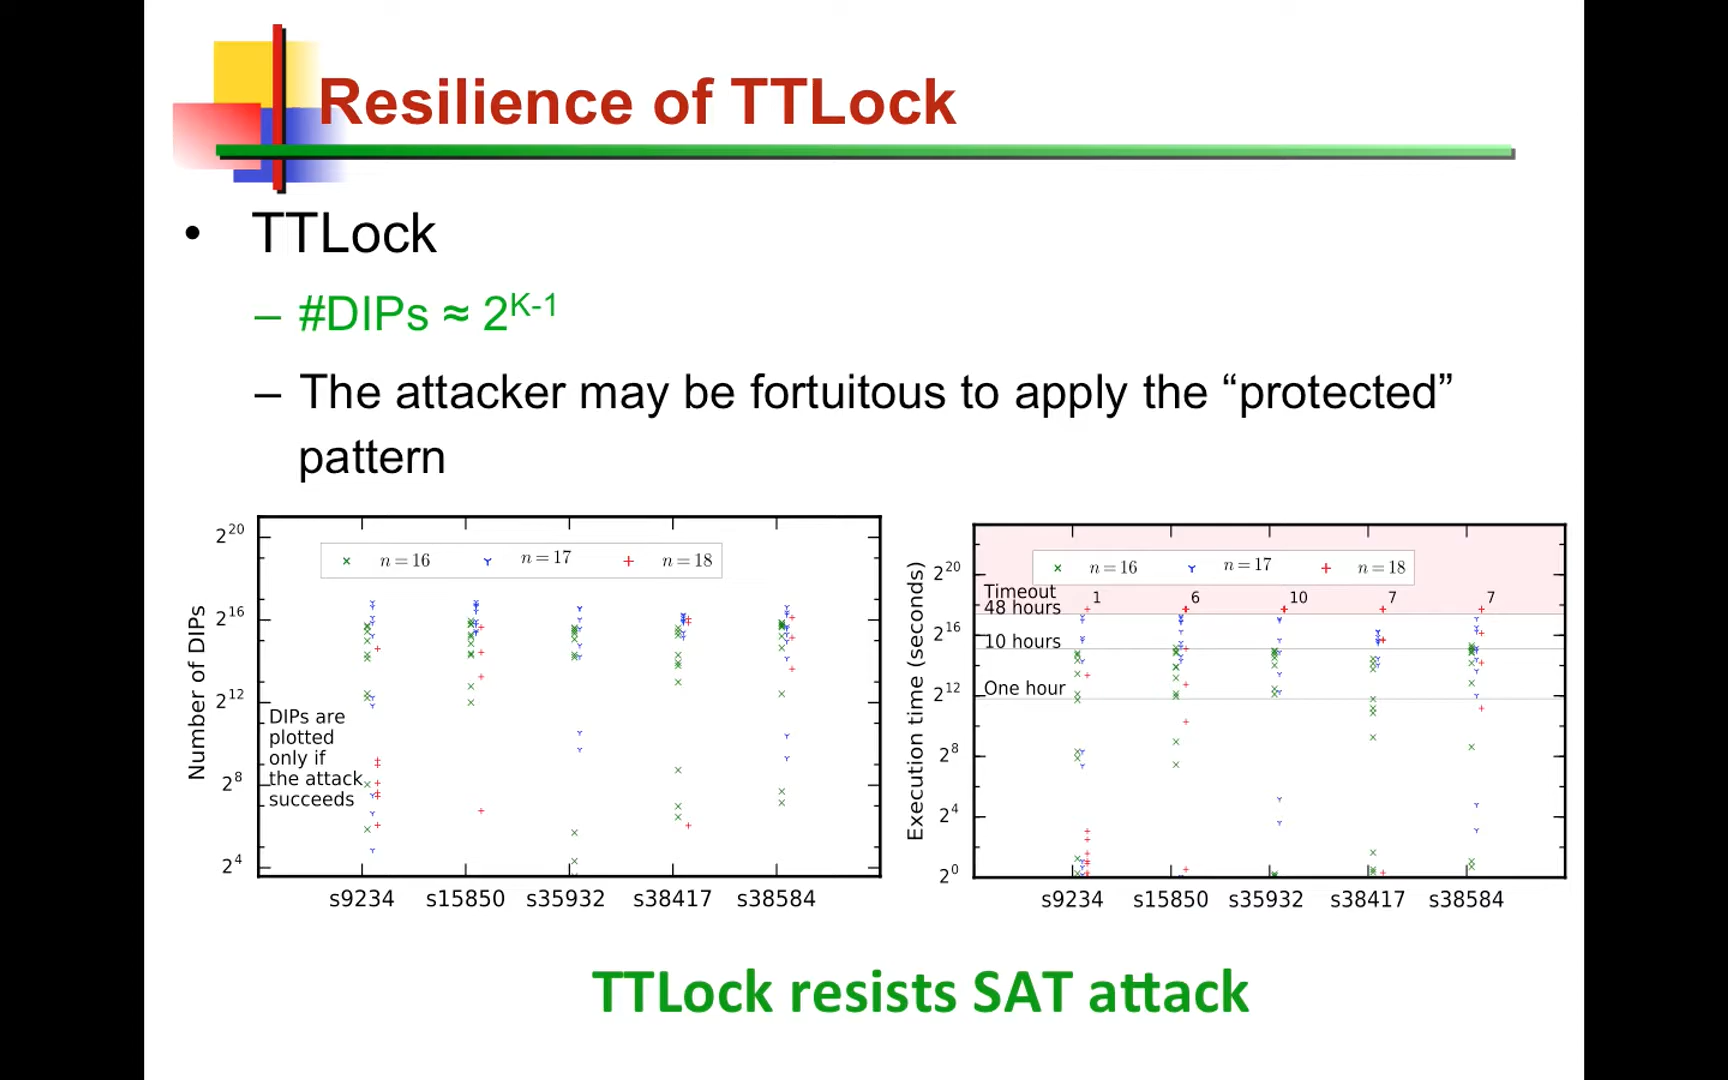 Resilience of TTLock
• TTLock
– #DIPs ≈ 2^{K-1}
– The attacker may be fortuitous to apply the “protected”
pattern
Number of DIPs
2^{20}
2^{16}
2^{12}
2^{8}
2^{4}
n = 16 n = 17 n = 18
DIPs are
plotted
only if
the attack
succeeds
s9234 s15850 s35932 s38417 s38584
Execution time (seconds)
2^{20}
2^{16}
2^{12}
2^{8}
2^{4}
2^{0}
n = 16 n = 17 n = 18
Timeout
48 hours
1 6 10 7 7
10 hours
One hour
s9234 s15850 s35932 s38417 s38584
TTLock resists SAT attack